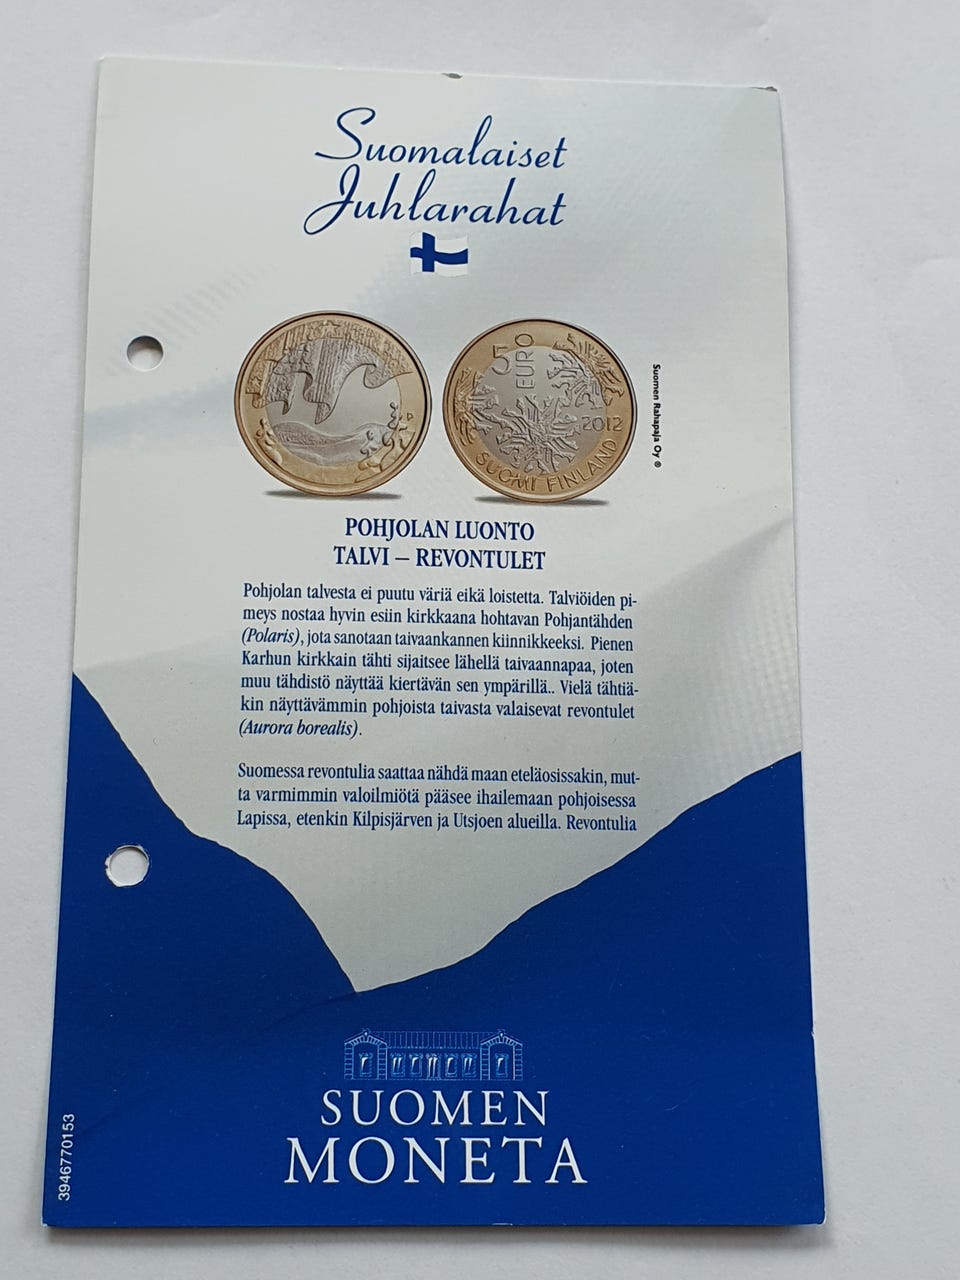 Suomalaiset
Juhlarahat
P
5 EURO
2012
SUOMI FINLAND
Suomen Rahapaja Oy ®
POHJOLAN LUONTO
TALVI – REVONTULET
Pohjolan talvesta ei puutu väriä eikä loistetta. Talviöiden pi-
meys nostaa hyvin esiin kirkkaana hohtavan Pohjantähden
(Polaris), jota sanotaan taivaankannen kiinnikkeeksi. Pienen
Karhun kirkkain tähti sijaitsee lähellä taivaannapaa, joten
muu tähdistö näyttää kiertävän sen ympärillä.. Vielä tähtiä-
kin näyttävämmin pohjoista taivasta valaisevat revontulet
(Aurora borealis).
Suomessa revontulia saattaa nähdä maan eteläosissakin, mut-
ta varmimmin valoilmiötä pääsee ihailemaan pohjoisessa
Lapissa, etenkin Kilpisjärven ja Utsjoen alueilla. Revontulia
SUOMEN
MONETA
3946770153